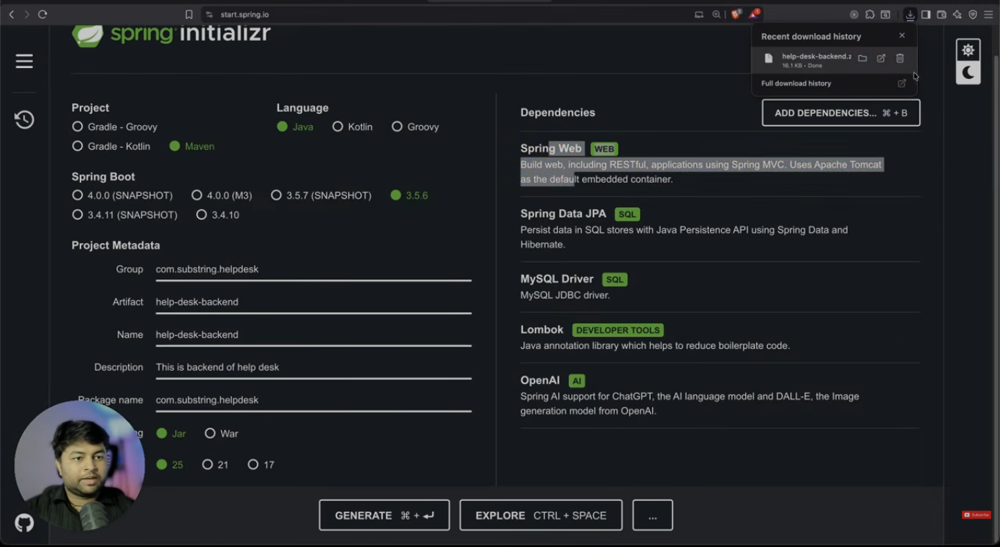 start.spring.io
spring initializr
Recent download history
help-desk-backend.z
16.1 KB • Done
Full download history
Project
Gradle - Groovy
Gradle - Kotlin
Maven
Language
Java
Kotlin
Groovy
Spring Boot
4.0.0 (SNAPSHOT)
4.0.0 (M3)
3.5.7 (SNAPSHOT)
3.5.6
3.4.11 (SNAPSHOT)
3.4.10
Project Metadata
Group com.substring.helpdesk
Artifact help-desk-backend
Name help-desk-backend
Description This is backend of help desk
Package name com.substring.helpdesk
Jar
War
25
21
17
Dependencies
ADD DEPENDENCIES... ⌘ + B
Spring Web WEB
Build web, including RESTful, applications using Spring MVC. Uses Apache Tomcat
as the default embedded container.
Spring Data JPA SQL
Persist data in SQL stores with Java Persistence API using Spring Data and
Hibernate.
MySQL Driver SQL
MySQL JDBC driver.
Lombok DEVELOPER TOOLS
Java annotation library which helps to reduce boilerplate code.
OpenAI AI
Spring AI support for ChatGPT, the AI language model and DALL-E, the Image
generation model from OpenAI.
GENERATE ⌘ + ↵
EXPLORE CTRL + SPACE
...
Subscribe